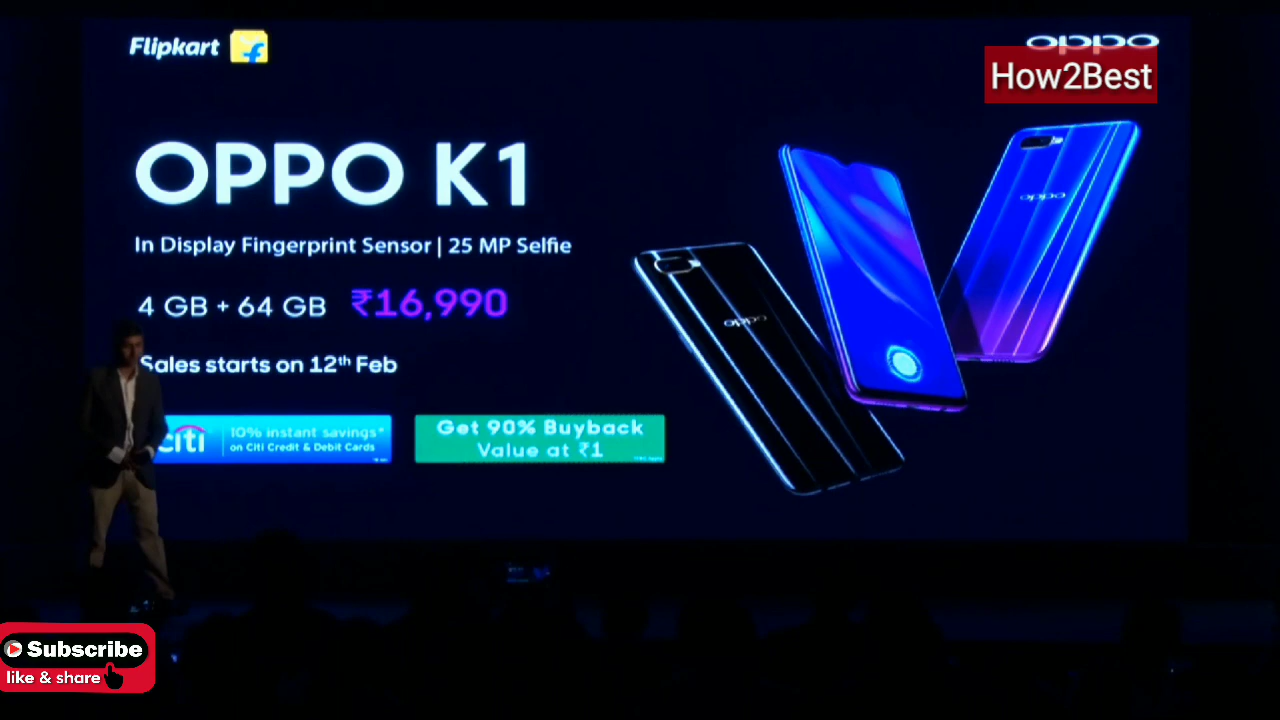 Flipkart
oppo
How2Best
OPPO K1
In Display Fingerprint Sensor | 25 MP Selfie
4 GB + 64 GB ₹16,990
Sales starts on 12th Feb
citi
10% instant savings*
on Citi Credit & Debit Cards
Get 90% Buyback
Value at ₹1
oppo
oppo
Subscribe
like & share